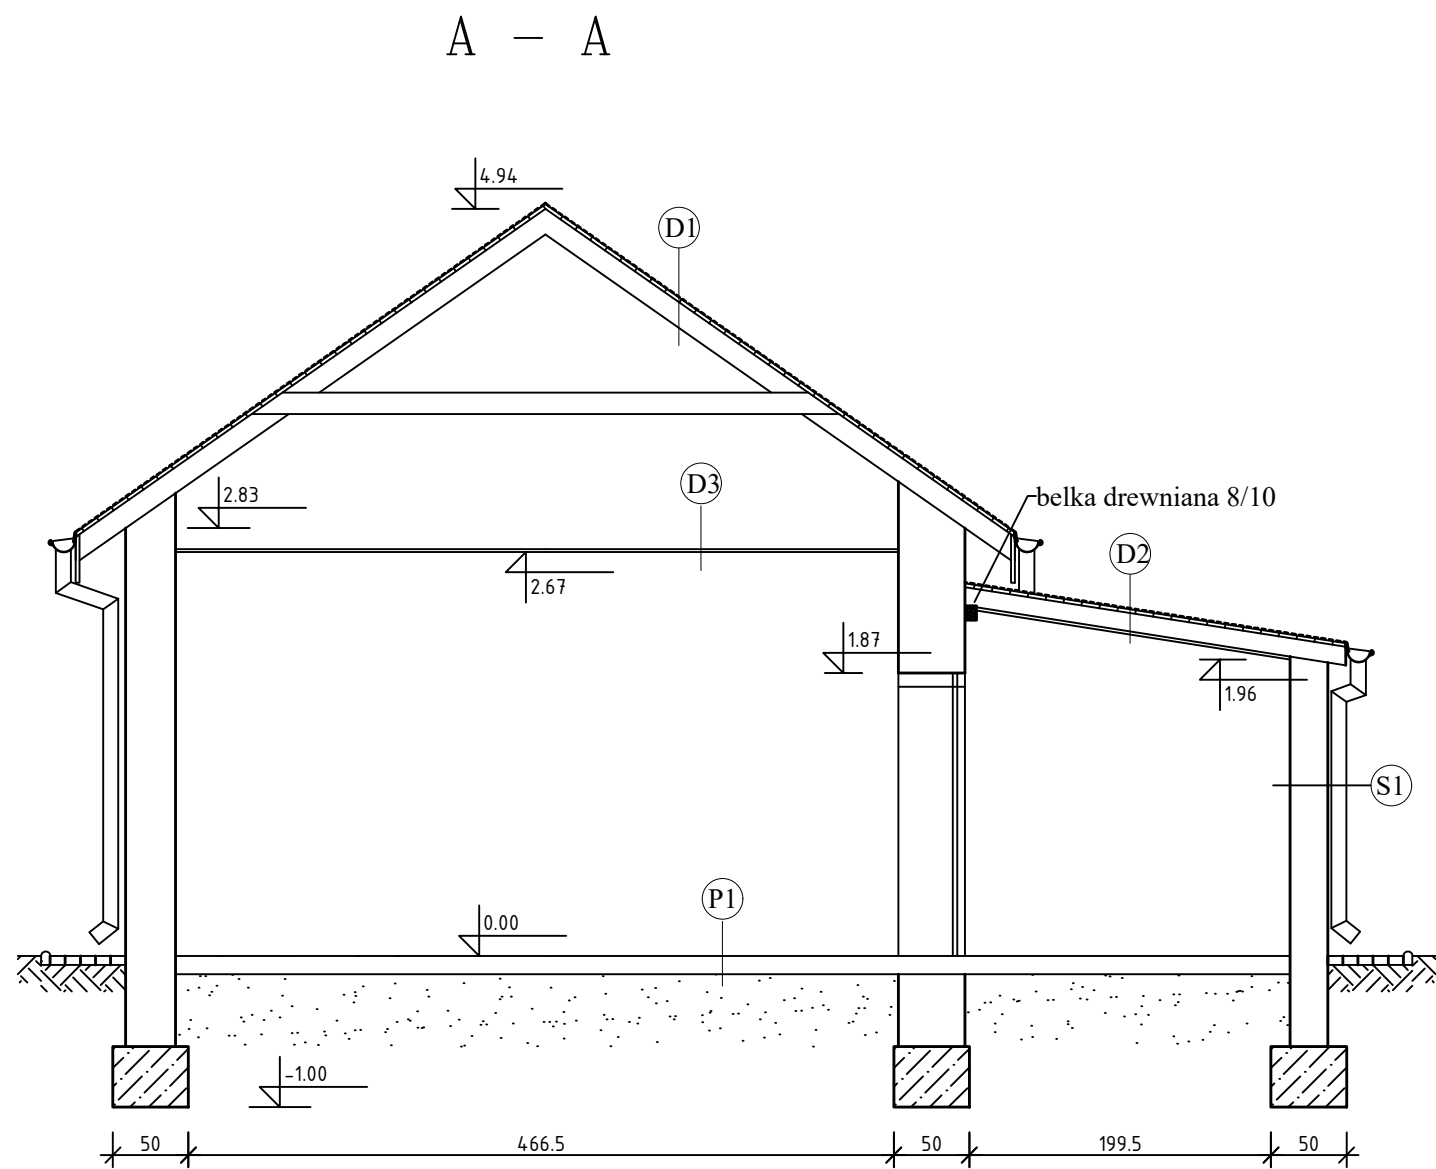 A – A
4.94
D1
D3
2.83
belka drewniana 8/10
D2
2.67
1.87
1.96
S1
P1
0.00
-1.00
50 466.5 50 199.5 50